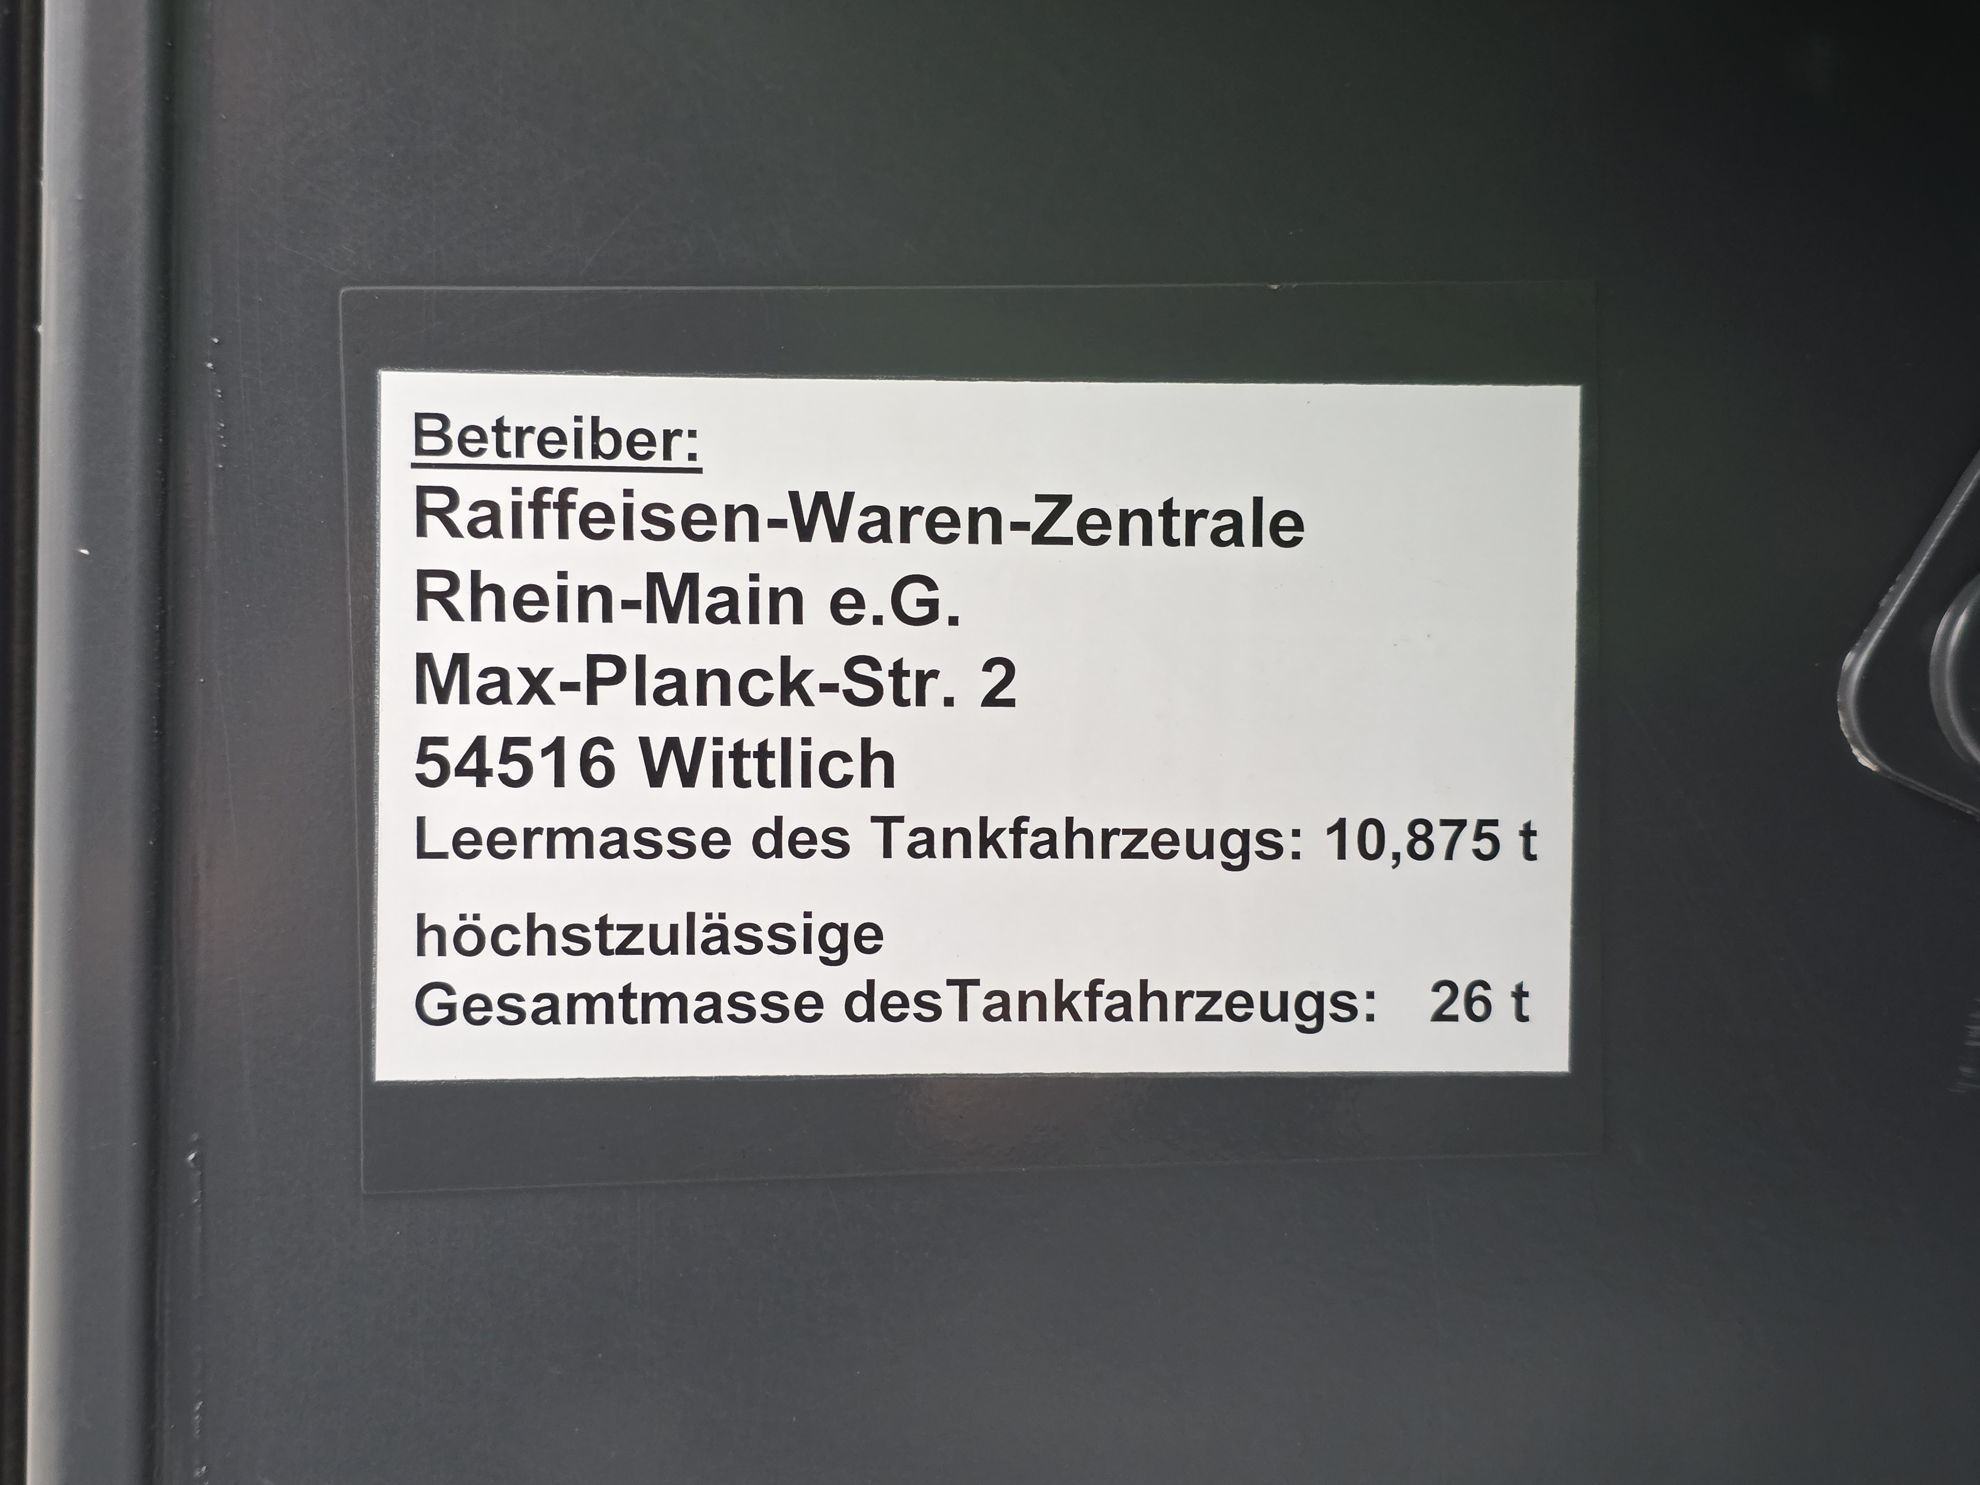 Betreiber:
Raiffeisen-Waren-Zentrale
Rhein-Main e.G.
Max-Planck-Str. 2
54516 Wittlich
Leermasse des Tankfahrzeugs: 10,875 t
höchstzulässige
Gesamtmasse desTankfahrzeugs: 26 t